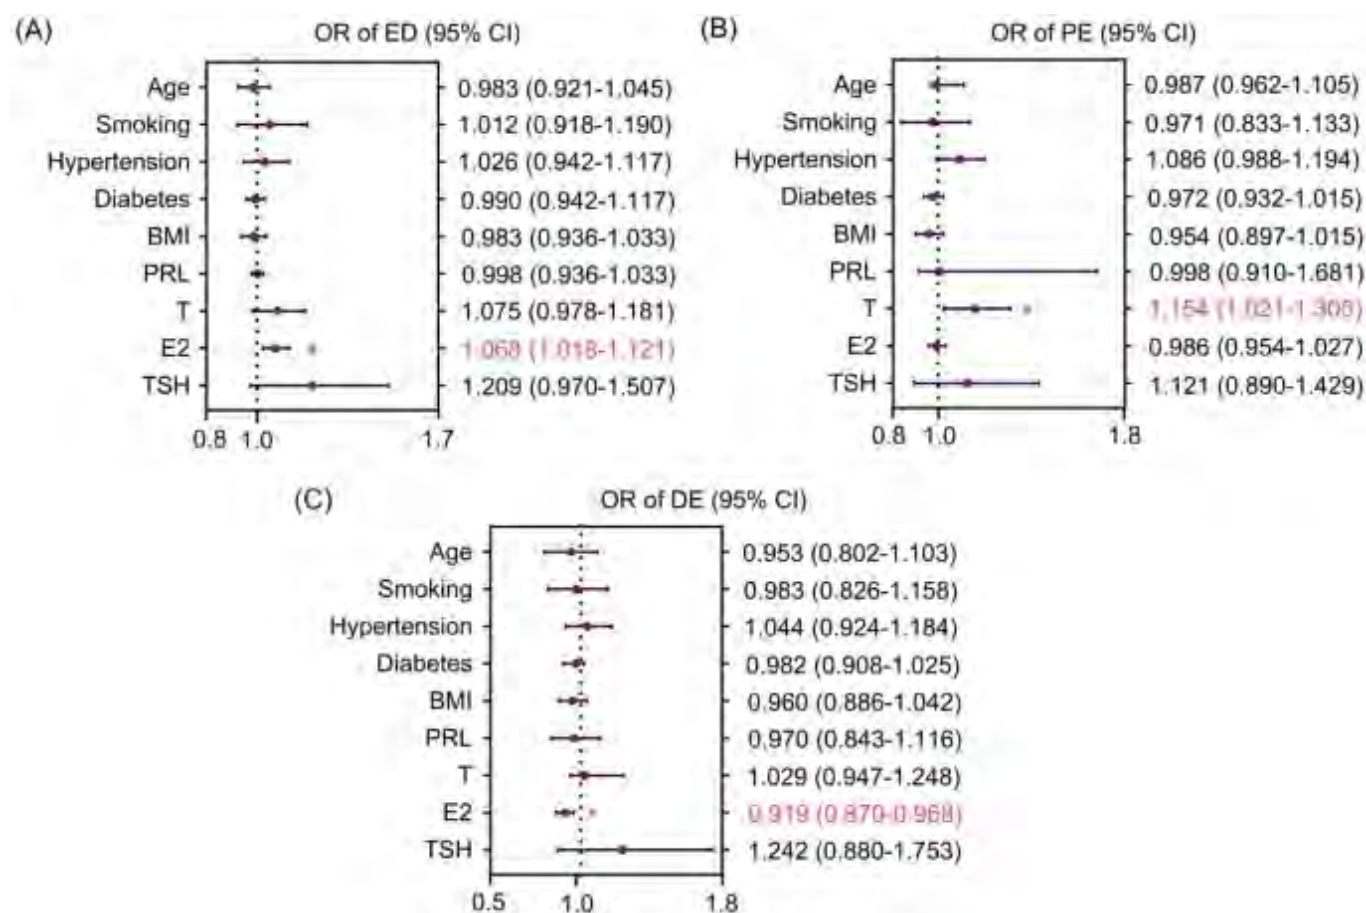 (A) OR of ED (95% CI)
Age 0.983 (0.921-1.045)
Smoking 1.012 (0.918-1.190)
Hypertension 1.026 (0.942-1.117)
Diabetes 0.990 (0.942-1.117)
BMI 0.983 (0.936-1.033)
PRL 0.998 (0.936-1.033)
T 1.075 (0.978-1.181)
E2 1.068 (1.018-1.121)
TSH 1.209 (0.970-1.507)
0.8 1.0 1.7
(B) OR of PE (95% CI)
Age 0.987 (0.962-1.105)
Smoking 0.971 (0.833-1.133)
Hypertension 1.086 (0.988-1.194)
Diabetes 0.972 (0.932-1.015)
BMI 0.954 (0.897-1.015)
PRL 0.998 (0.910-1.681)
T 1.154
E2 0.986 (0.954-1.027)
TSH 1.121 (0.890-1.429)
0.8 1.0 1.8
(C) OR of DE (95% CI)
Age 0.953 (0.802-1.103)
Smoking 0.983 (0.826-1.158)
Hypertension 1.044 (0.924-1.184)
Diabetes 0.982 (0.908-1.025)
BMI 0.960 (0.886-1.042)
PRL 0.970 (0.843-1.116)
T 1.029 (0.947-1.248)
E2 0.919 (0.870-0.968)
TSH 1.242 (0.880-1.753)
0.5 1.0 1.8